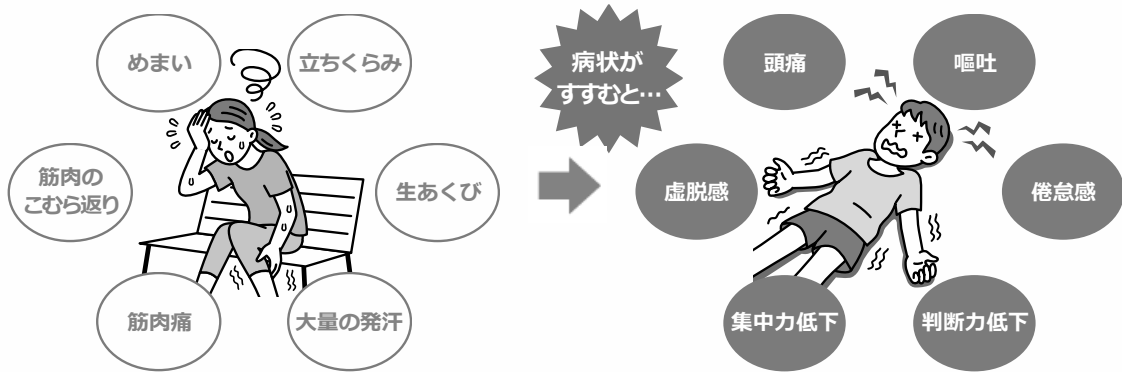 めまい
立ちくらみ
筋肉の
こむら返り
生あくび
筋肉痛
大量の発汗
病状が
すすむと…
頭痛
嘔吐
虚脱感
倦怠感
集中力低下
判断力低下